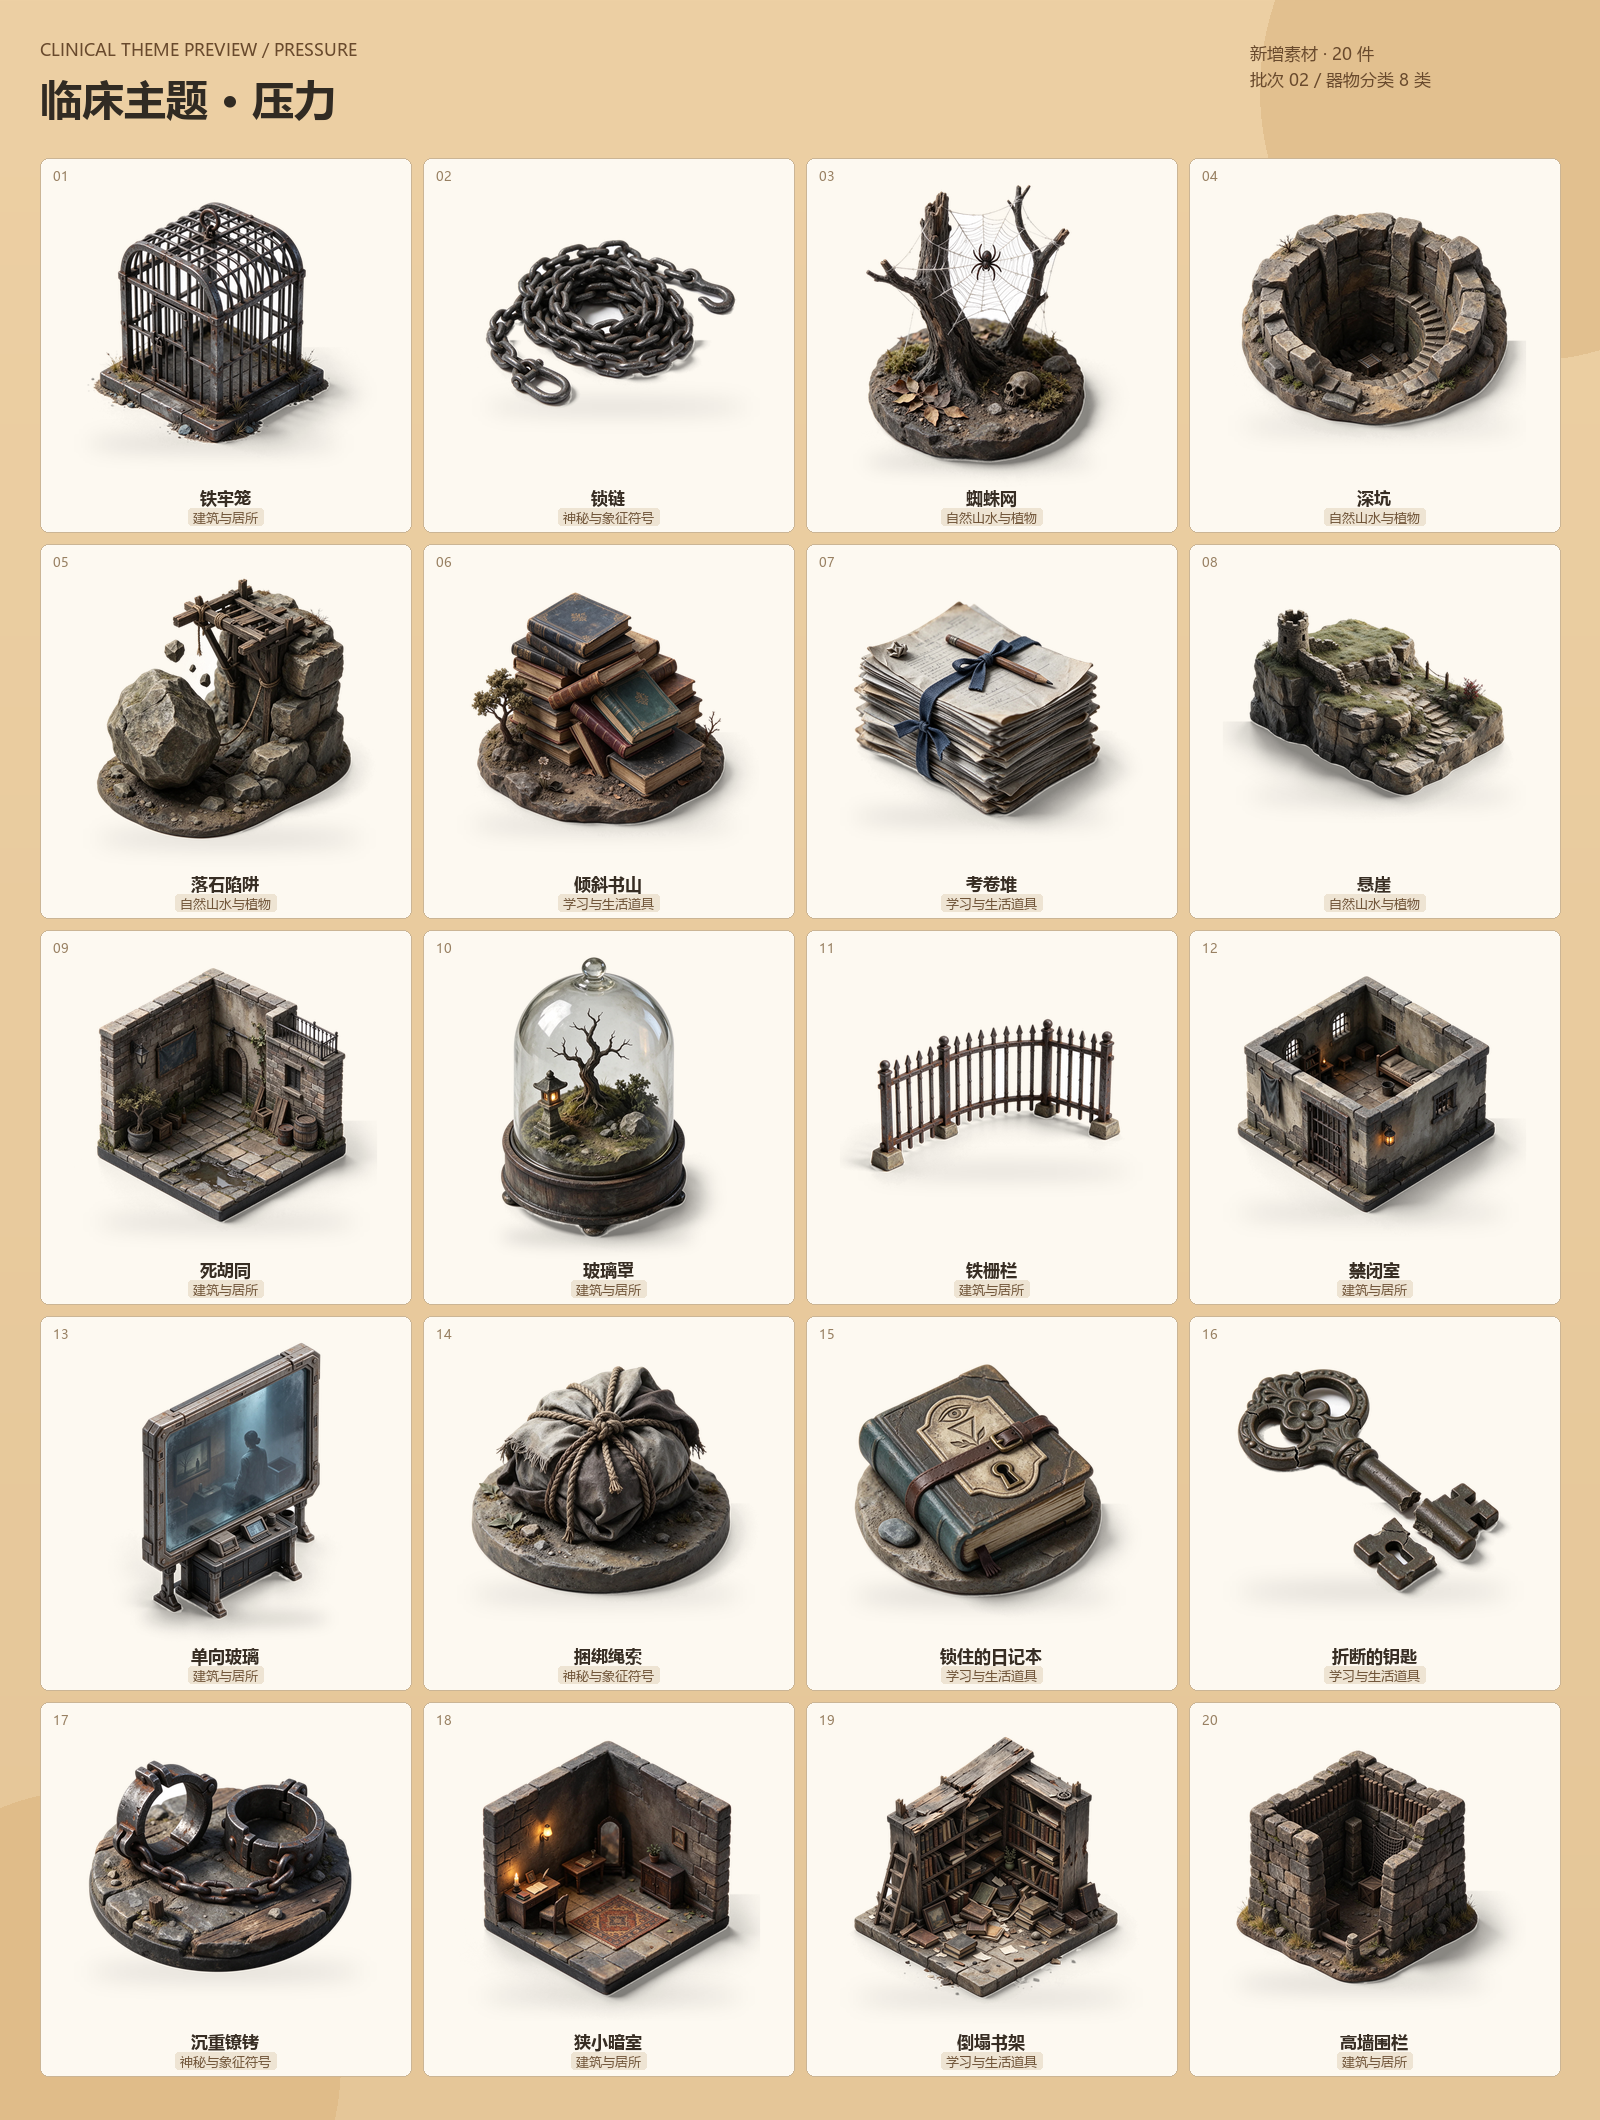 CLINICAL THEME PREVIEW / PRESSURE
临床主题 · 压力
新增素材 · 20 件
批次 02 / 器物分类 8 类
01
铁牢笼
建筑与居所
02
锁链
神秘与象征符号
03
蜘蛛网
自然山水与植物
04
深坑
自然山水与植物
05
落石陷阱
自然山水与植物
06
倾斜书山
学习与生活道具
07
考卷堆
学习与生活道具
08
悬崖
自然山水与植物
09
死胡同
建筑与居所
10
玻璃罩
建筑与居所
11
铁栅栏
建筑与居所
12
禁闭室
建筑与居所
13
单向玻璃
建筑与居所
14
捆绑绳索
神秘与象征符号
15
锁住的日记本
学习与生活道具
16
折断的钥匙
学习与生活道具
17
沉重镣铐
神秘与象征符号
18
狭小暗室
建筑与居所
19
倒塌书架
学习与生活道具
20
高墙围栏
建筑与居所